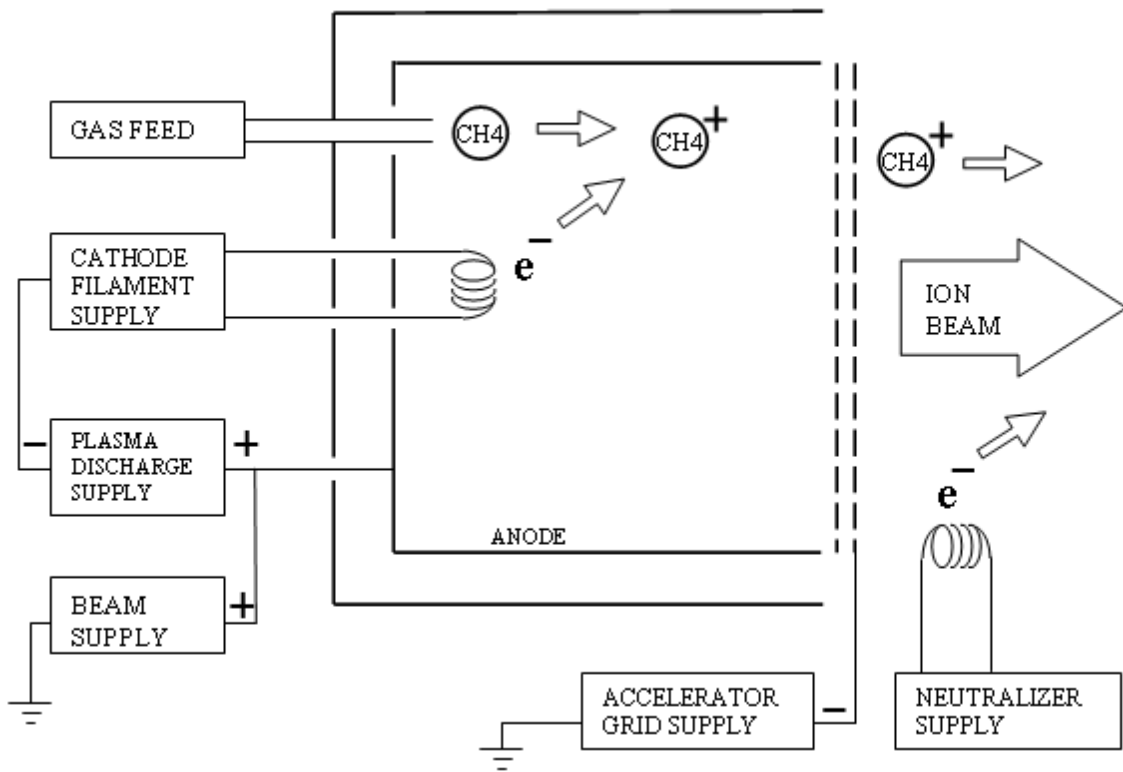 GAS FEED
CH4
CH4
+
CH4
+
CATHODE
FILAMENT
SUPPLY
e−
ION
BEAM
−
PLASMA
DISCHARGE
SUPPLY
+
e−
ANODE
BEAM
SUPPLY
+
ACCELERATOR
GRID SUPPLY
−
NEUTRALIZER
SUPPLY